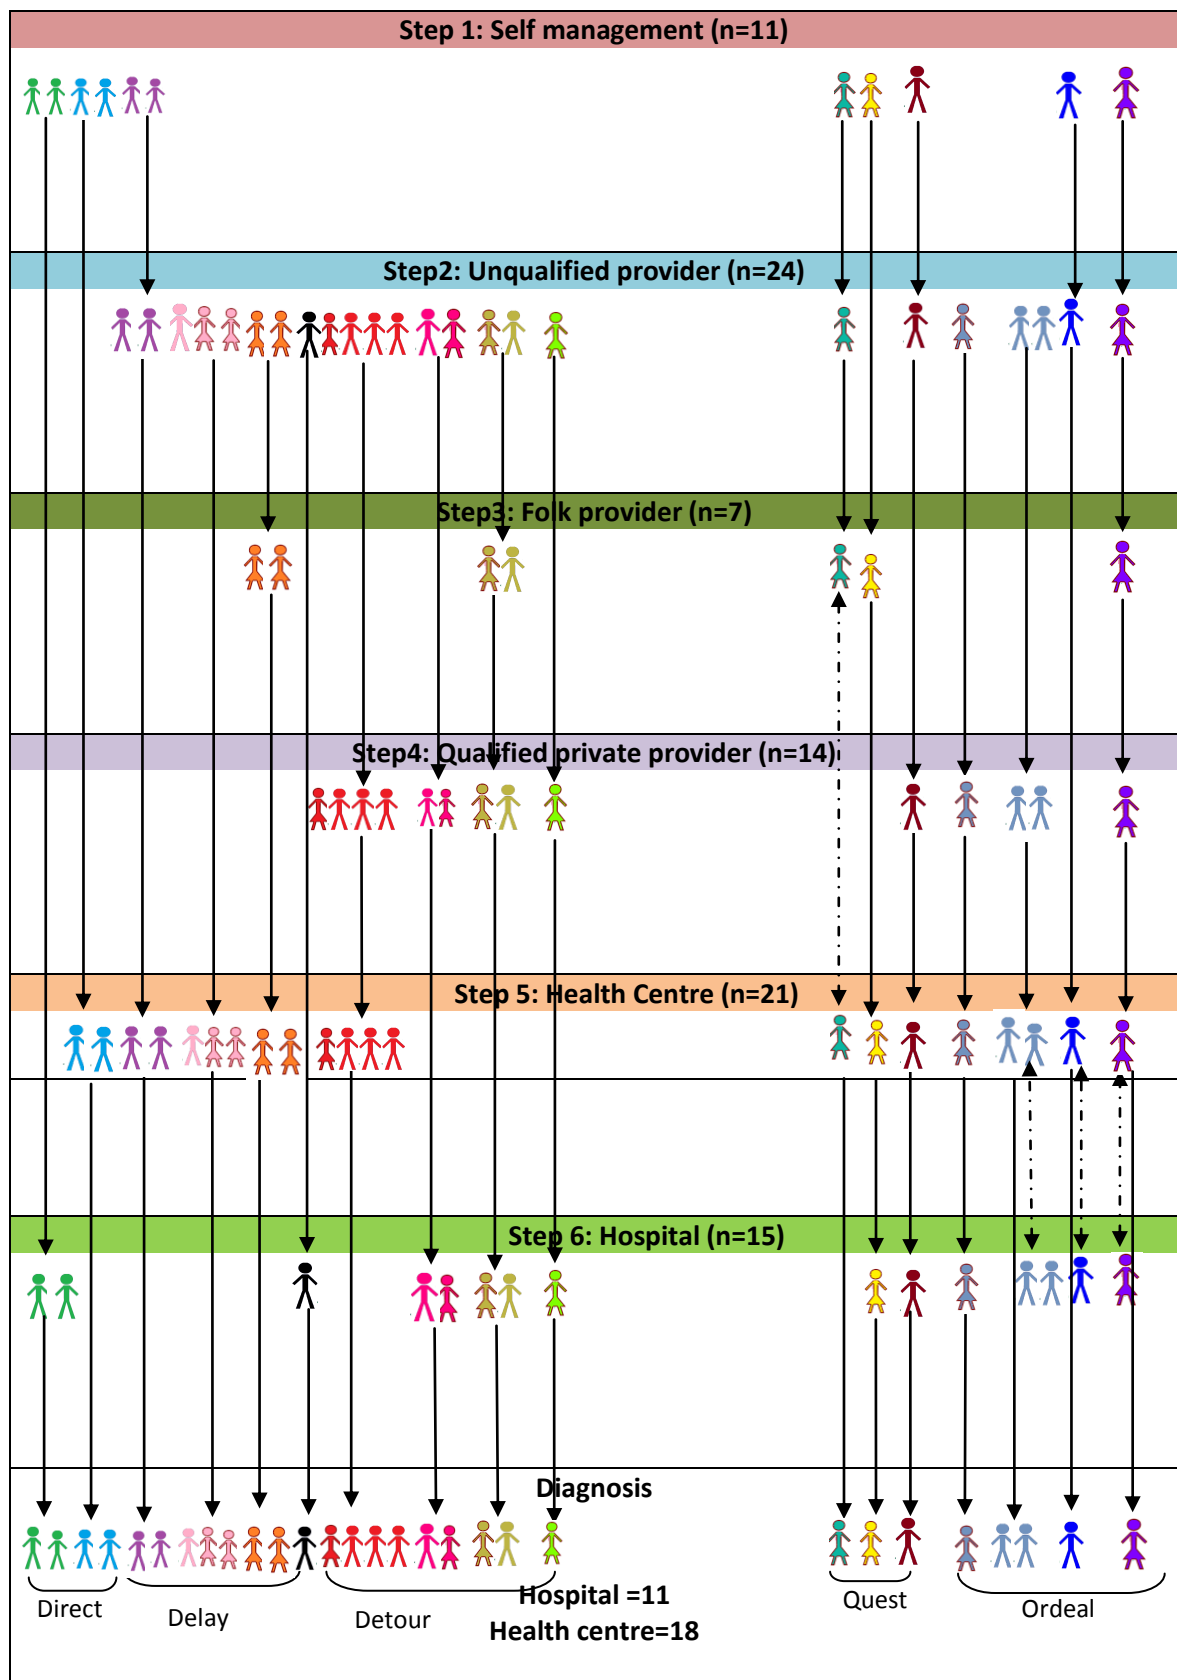 Step 1: Self management (n=11)
Step2: Unqualified provider (n=24)
Step3: Folk provider (n=7)
Step4: Qualified private provider (n=14)
Step 5: Health Centre (n=21)
Step 6: Hospital (n=15)
Diagnosis
Direct
Delay
Detour
Hospital =11
Health centre=18
Quest
Ordeal